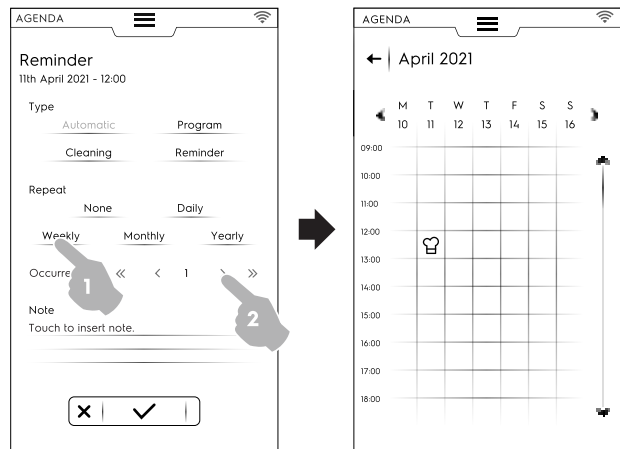 AGENDA
Reminder
11th April 2021 - 12:00
Type
Automatic Program
Cleaning Reminder
Repeat
None Daily
Weekly Monthly Yearly
« < 1 > »
1
2
Note
Touch to insert note.
AGENDA
April 2021
M T W T F S S
10 11 12 13 14 15 16
09:00
10:00
11:00
12:00
13:00
14:00
15:00
16:00
17:00
18:00